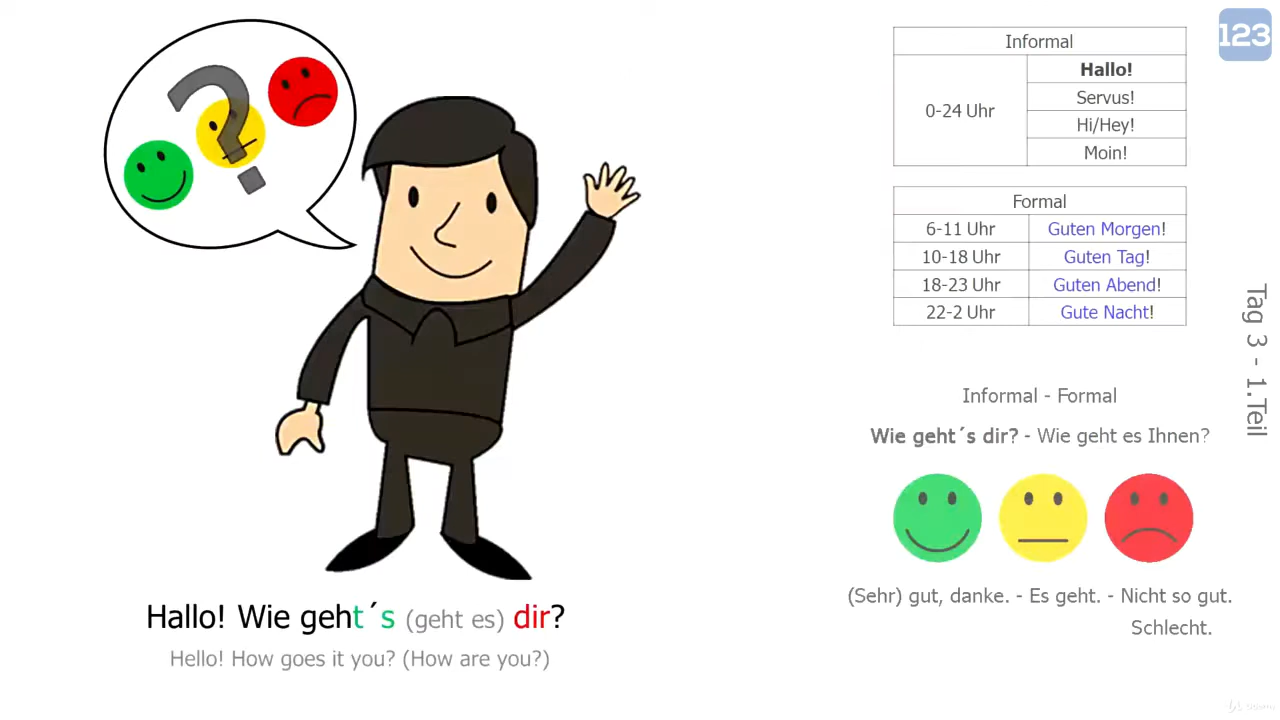 123
Informal
0-24 Uhr
Hallo!
Servus!
Hi/Hey!
Moin!
Formal
6-11 Uhr Guten Morgen!
10-18 Uhr Guten Tag!
18-23 Uhr Guten Abend!
22-2 Uhr Gute Nacht!
Tag 3 - 1.Teil
Informal - Formal
Wie geht´s dir? - Wie geht es Ihnen?
(Sehr) gut, danke. - Es geht. - Nicht so gut.
Schlecht.
Hallo! Wie geht´s (geht es) dir?
Hello! How goes it you? (How are you?)